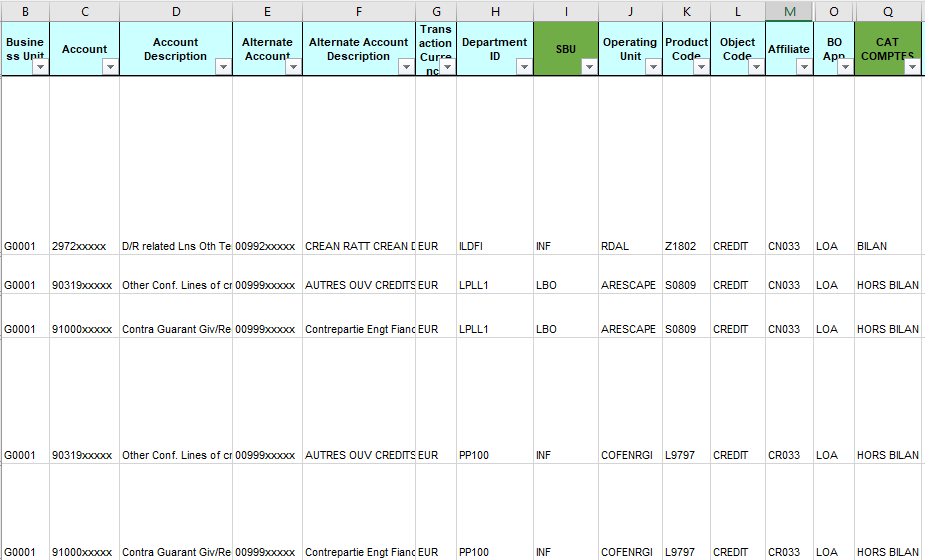 B C D E F G H I J K L M O Q
Busine ss Unit Account Account Description Alternate Account Alternate Account Description Trans action Curre nc Department ID SBU Operating Unit Product Code Object Code Affiliate BO App CAT COMPTES
G0001 2972xxxxx D/R related Lns Oth Te 00992xxxxx CREAN RATT CREAN D EUR ILDFI INF RDAL Z1802 CREDIT CN033 LOA BILAN
G0001 90319xxxxx Other Conf. Lines of cr 00999xxxxx AUTRES OUV CREDITS EUR LPLL1 LBO ARESCAPE S0809 CREDIT CN033 LOA HORS BILAN
G0001 91000xxxxx Contra Guarant Giv/Re 00999xxxxx Contrepartie Engt Fianc EUR LPLL1 LBO ARESCAPE S0809 CREDIT CN033 LOA HORS BILAN
G0001 90319xxxxx Other Conf. Lines of cr 00999xxxxx AUTRES OUV CREDITS EUR PP100 INF COFENRGI L9797 CREDIT CR033 LOA HORS BILAN
G0001 91000xxxxx Contra Guarant Giv/Re 00999xxxxx Contrepartie Engt Fianc EUR PP100 INF COFENRGI L9797 CREDIT CR033 LOA HORS BILAN